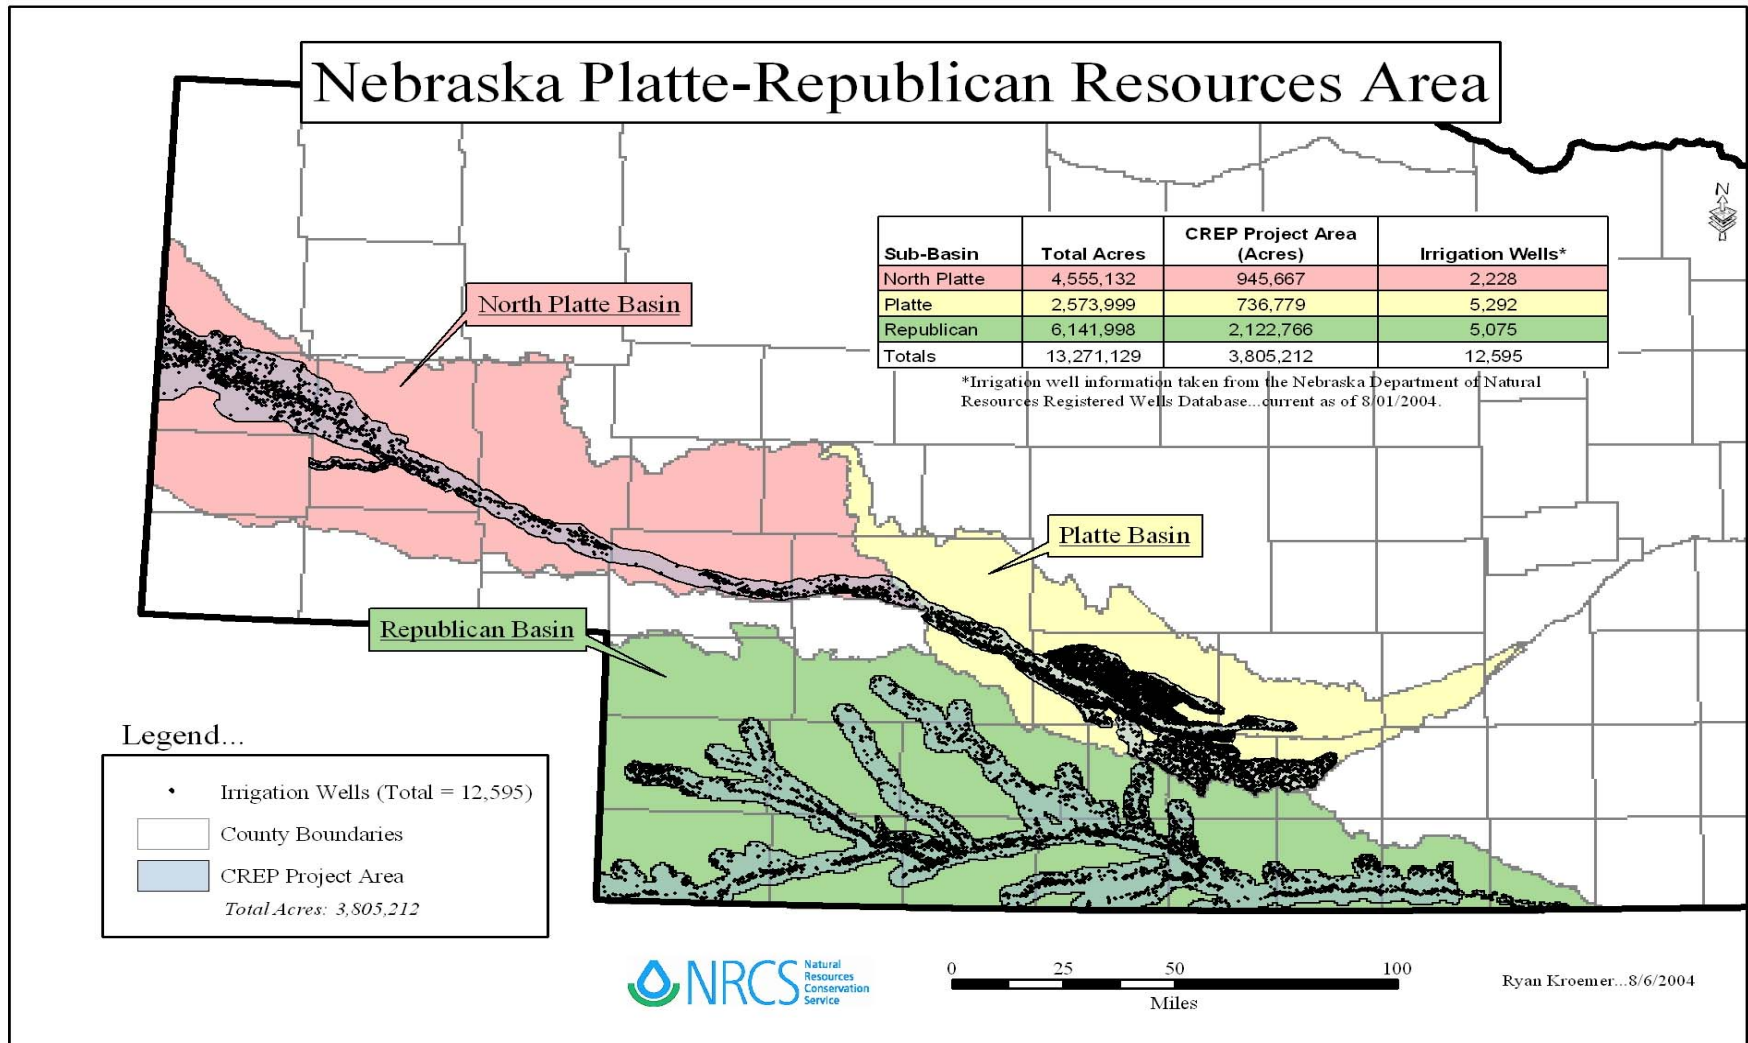 Nebraska Platte-Republican Resources Area
N
Sub-Basin Total Acres CREP Project Area (Acres) Irrigation Wells*
North Platte 4,555,132 945,667 2,228
Platte 2,573,999 736,779 5,292
Republican 6,141,998 2,122,766 5,075
Totals 13,271,129 3,805,212 12,595
*Irrigation well information taken from the Nebraska Department of Natural
Resources Registered Wells Database...current as of 8/01/2004.
North Platte Basin
Platte Basin
Republican Basin
Legend...
Irrigation Wells (Total = 12,595)
County Boundaries
CREP Project Area
Total Acres: 3,805,212
NRCS
Natural
Resources
Conservation
Service
0 25 50 100
Miles
Ryan Kroemer...8/6/2004